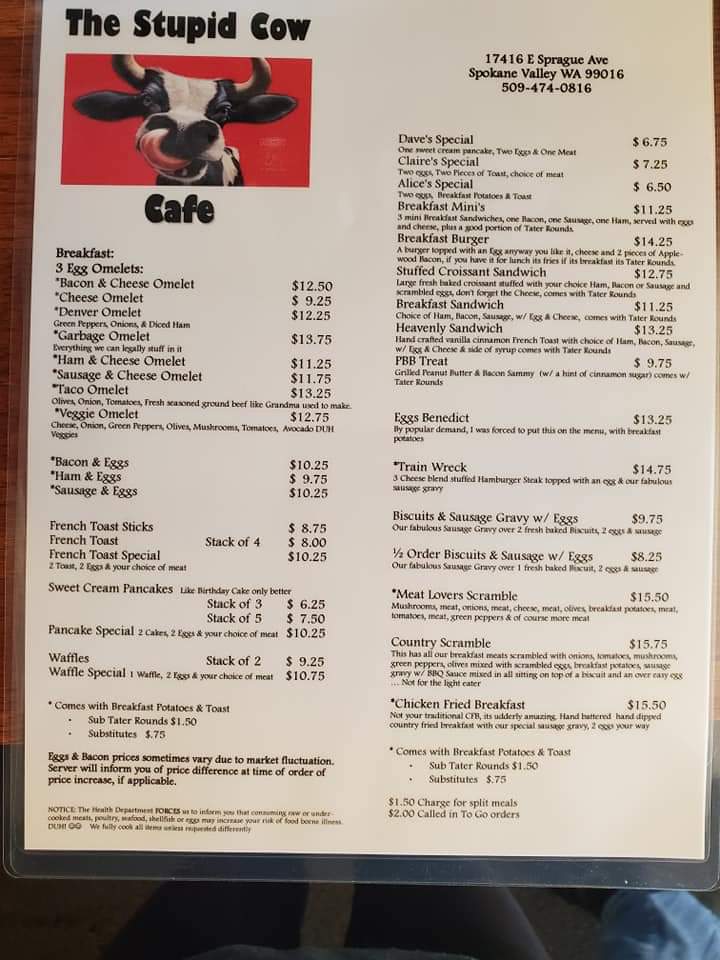 The Stupid Cow
Cafe
Breakfast:
3 Egg Omelets:
*Bacon & Cheese Omelet $12.50
*Cheese Omelet $ 9.25
*Denver Omelet $12.25
Green Peppers, Onions, & Diced Ham
*Garbage Omelet $13.75
Everything we can legally stuff in it
*Ham & Cheese Omelet $11.25
*Sausage & Cheese Omelet $11.75
*Taco Omelet $13.25
Olives, Onion, Tomatoes, Fresh seasoned ground beef like Grandma used to make.
*Veggie Omelet $12.75
Cheese, Onion, Green Peppers, Olives, Mushrooms, Tomatoes, Avocado DUH
Veggies
*Bacon & Eggs $10.25
*Ham & Eggs $ 9.75
*Sausage & Eggs $10.25
French Toast Sticks $ 8.75
French Toast Stack of 4 $ 8.00
French Toast Special $10.25
2 Toast, 2 Eggs & your choice of meat
Sweet Cream Pancakes Like Birthday Cake only better
Stack of 3 $ 6.25
Stack of 5 $ 7.50
Pancake Special 2 Cakes, 2 Eggs & your choice of meat $10.25
Waffles Stack of 2 $ 9.25
Waffle Special 1 Waffle, 2 Eggs & your choice of meat $10.75
* Comes with Breakfast Potatoes & Toast
• Sub Tater Rounds $1.50
• Substitutes $.75
Eggs & Bacon prices sometimes vary due to market fluctuation.
Server will inform you of price difference at time of order of
price increase, if applicable.
NOTICE: The Health Department FORCES us to inform you that consuming raw or under-
cooked meats, poultry, seafood, shellfish or eggs may increase your risk of food borne illness.
DUH! ☺☺ We fully cook all items unless requested differently
17416 E Sprague Ave
Spokane Valley WA 99016
509-474-0816
Dave's Special $ 6.75
One sweet cream pancake, Two Eggs & One Meat
Claire's Special $ 7.25
Two eggs, Two Pieces of Toast, choice of meat
Alice's Special $ 6.50
Two eggs, Breakfast Potatoes & Toast
Breakfast Mini's $11.25
3 mini Breakfast Sandwiches, one Bacon, one Sausage, one Ham, served with eggs
and cheese, plus a good portion of Tater Rounds.
Breakfast Burger $14.25
A burger topped with an Egg anyway you like it, cheese and 2 pieces of Apple-
wood Bacon, if you have it for lunch its fries if its breakfast its Tater Rounds.
Stuffed Croissant Sandwich $12.75
Large fresh baked croissant stuffed with your choice Ham, Bacon or Sausage and
scrambled eggs, don't forget the Cheese, comes with Tater Rounds
Breakfast Sandwich $11.25
Choice of Ham, Bacon, Sausage, w/ Egg & Cheese, comes with Tater Rounds
Heavenly Sandwich $13.25
Hand crafted vanilla cinnamon French Toast with choice of Ham, Bacon, Sausage,
w/ Egg & Cheese & side of syrup comes with Tater Rounds
PBB Treat $ 9.75
Grilled Peanut Butter & Bacon Sammy (w/ a hint of cinnamon sugar) comes w/
Tater Rounds
Eggs Benedict $13.25
By popular demand, I was forced to put this on the menu, with breakfast
potatoes
*Train Wreck $14.75
3 Cheese blend stuffed Hamburger Steak topped with an egg & our fabulous
sausage gravy
Biscuits & Sausage Gravy w/ Eggs $9.75
Our fabulous Sausage Gravy over 2 fresh baked Biscuits, 2 eggs & sausage
½ Order Biscuits & Sausage w/ Eggs $8.25
Our fabulous Sausage Gravy over 1 fresh baked Biscuit, 2 eggs & sausage
*Meat Lovers Scramble $15.50
Mushrooms, meat, onions, meat, cheese, meat, olives, breakfast potatoes, meat,
tomatoes, meat, green peppers & of course more meat
Country Scramble $15.75
This has all our breakfast meats scrambled with onions, tomatoes, mushrooms,
green peppers, olives mixed with scrambled eggs, breakfast potatoes, sausage
gravy w/ BBQ Sauce mixed in all sitting on top of a biscuit and an over easy egg
... Not for the light eater
*Chicken Fried Breakfast $15.50
Not your traditional CFB, its udderly amazing. Hand battered hand dipped
country fried breakfast with our special sausage gravy, 2 eggs your way
* Comes with Breakfast Potatoes & Toast
• Sub Tater Rounds $1.50
• Substitutes $.75
$1.50 Charge for split meals
$2.00 Called in To Go orders